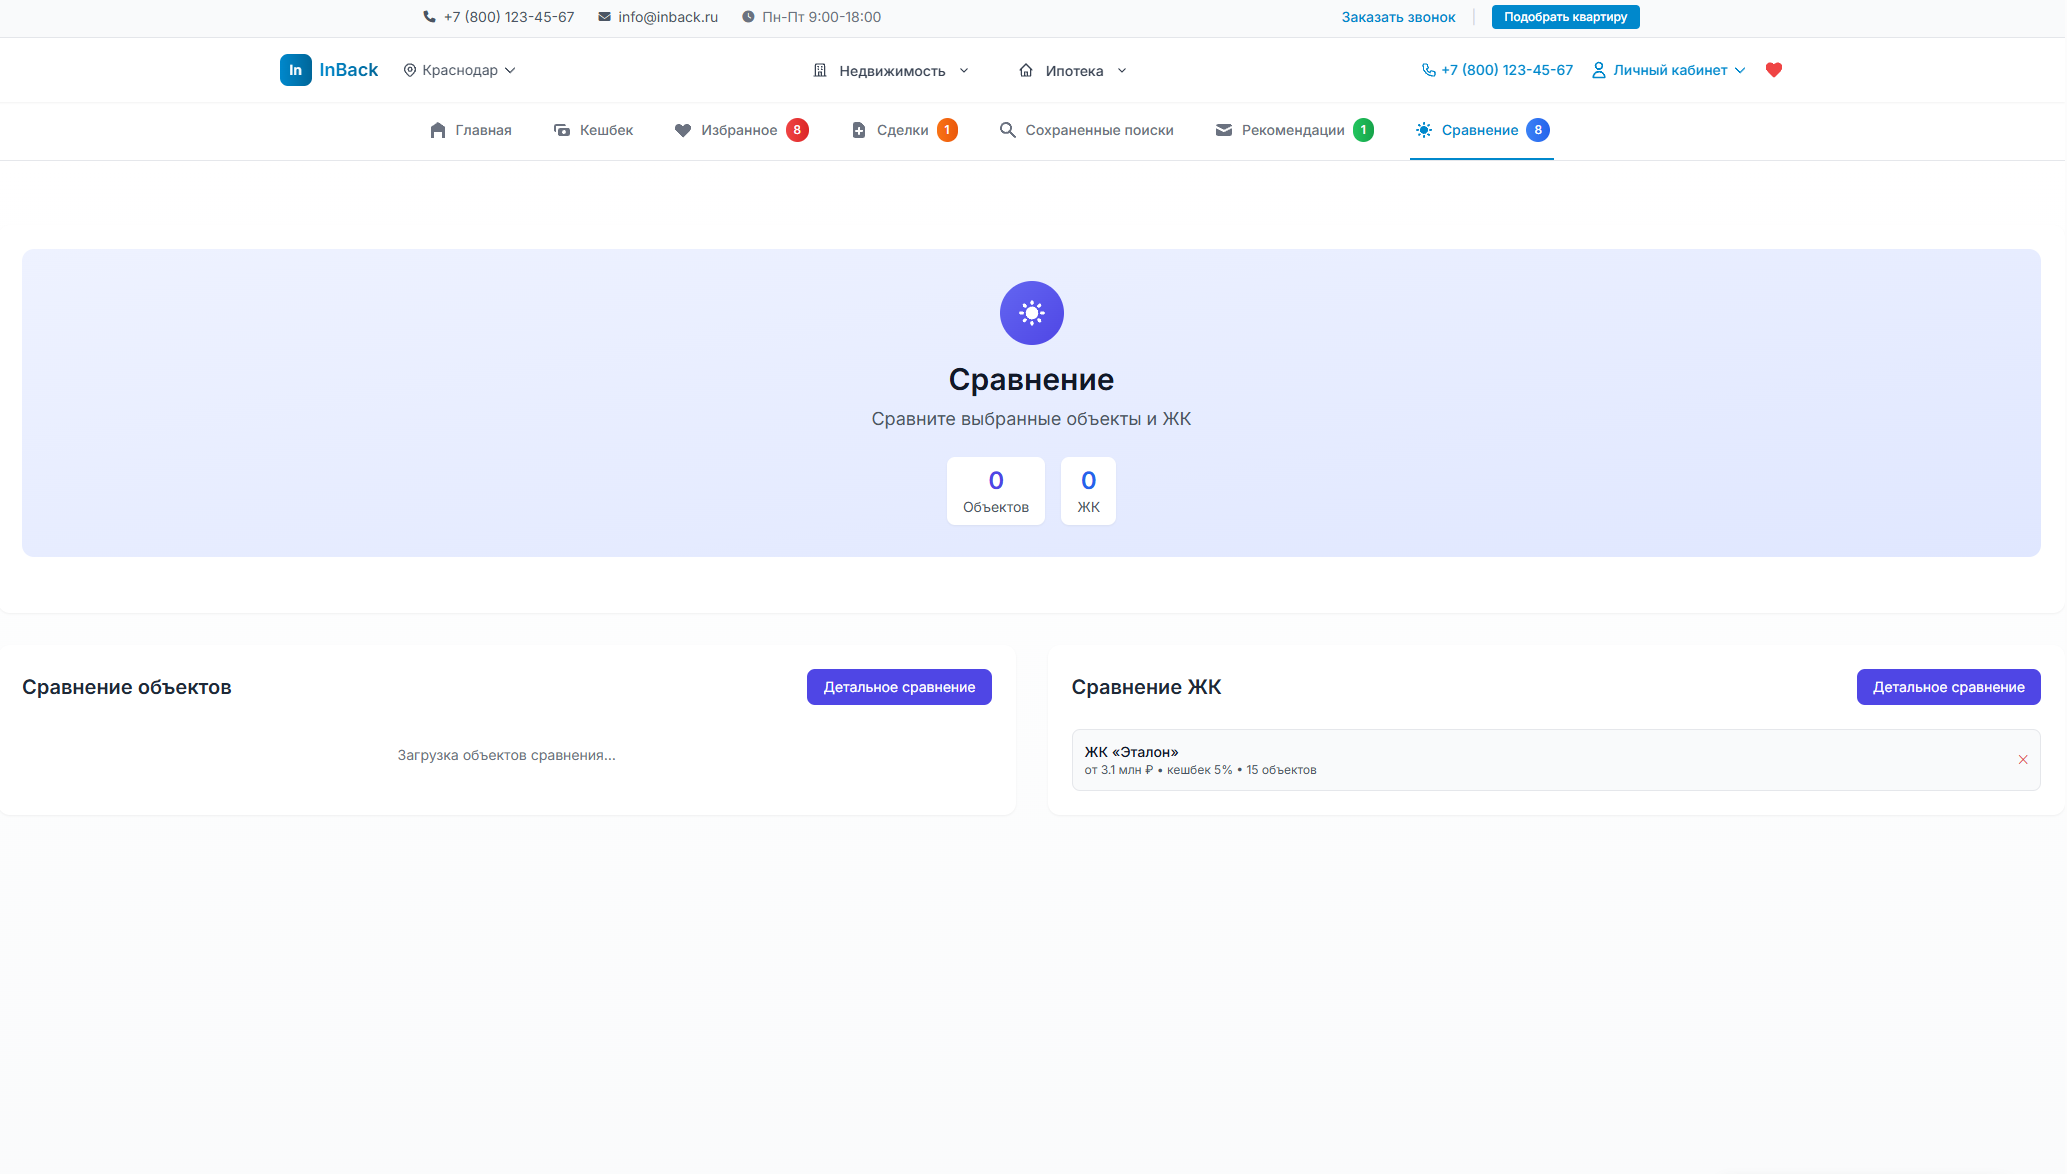 +7 (800) 123-45-67 info@inback.ru Пн-Пт 9:00-18:00 Заказать звонок Подобрать квартиру
In InBack Краснодар Недвижимость Ипотека +7 (800) 123-45-67 Личный кабинет
Главная Кешбек Избранное 8 Сделки 1 Сохраненные поиски Рекомендации 1 Сравнение 8
Сравнение
Сравните выбранные объекты и ЖК
0 0
Объектов ЖК
Сравнение объектов Детальное сравнение
Загрузка объектов сравнения...
Сравнение ЖК Детальное сравнение
ЖК «Эталон»
от 3.1 млн ₽ • кешбек 5% • 15 объектов